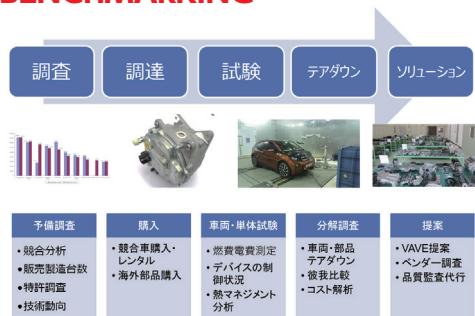 BENCHMARKING
調査
調達
試験
テアダウン
ソリューション
予備調査
・競合分析
•販売製造台数
•特許調査
•技術動向
購入
・競合車購入・
レンタル
・海外部品購入
車両・単体試験
・燃費電費測定
・デバイスの制
御状況
・熱マネジメント
分析
分解調査
・車両・部品
テアダウン
・彼我比較
・コスト解析
提案
・VAVE提案
・ベンダー調査
・品質監査代行